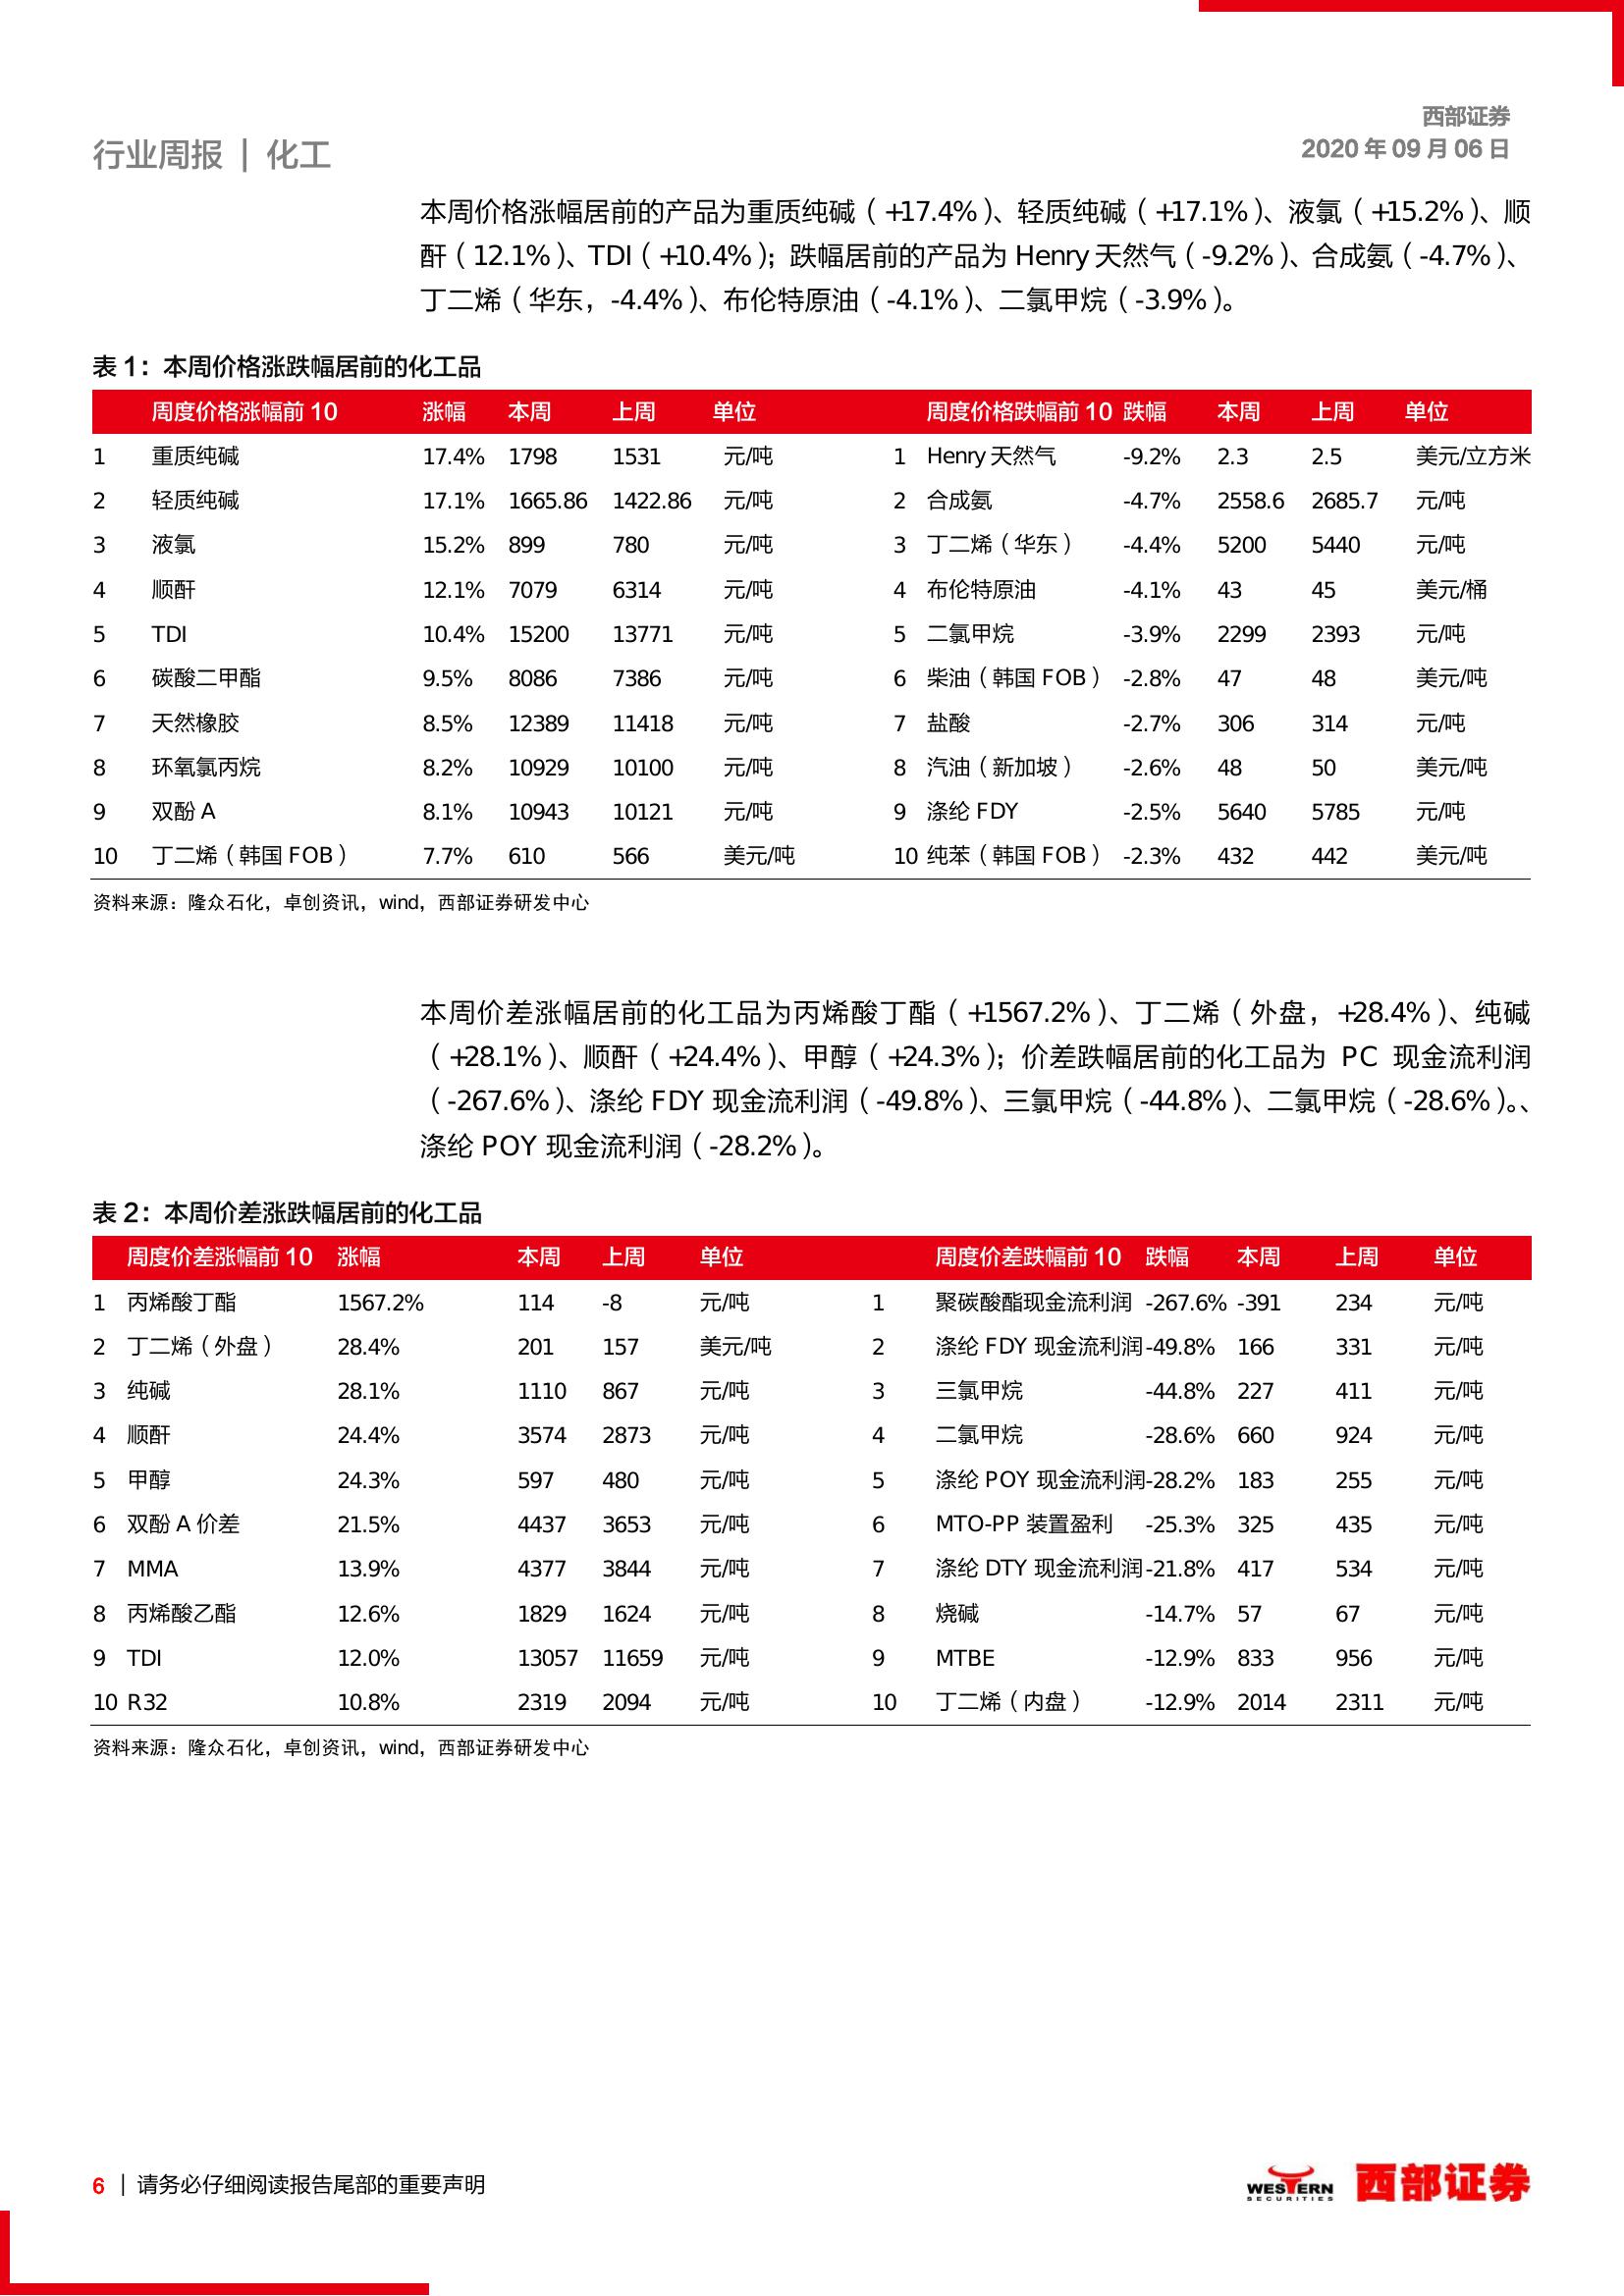 西部证券
2020 年 09 月 06 日
行业周报 | 化工
本周价格涨幅居前的产品为重质纯碱（+17.4%）、轻质纯碱（+17.1%）、液氯（+15.2%）、顺
酐（12.1%）、TDI（+10.4%）；跌幅居前的产品为 Henry 天然气（-9.2%）、合成氨（-4.7%）、
丁二烯（华东，-4.4%）、布伦特原油（-4.1%）、二氯甲烷（-3.9%）。
表 1：本周价格涨跌幅居前的化工品
周度价格涨幅前 10 涨幅 本周 上周 单位 周度价格跌幅前 10 跌幅 本周 上周 单位
1 重质纯碱 17.4% 1798 1531 元/吨 1 Henry 天然气 -9.2% 2.3 2.5 美元/立方米
2 轻质纯碱 17.1% 1665.86 1422.86 元/吨 2 合成氨 -4.7% 2558.6 2685.7 元/吨
3 液氯 15.2% 899 780 元/吨 3 丁二烯（华东） -4.4% 5200 5440 元/吨
4 顺酐 12.1% 7079 6314 元/吨 4 布伦特原油 -4.1% 43 45 美元/桶
5 TDI 10.4% 15200 13771 元/吨 5 二氯甲烷 -3.9% 2299 2393 元/吨
6 碳酸二甲酯 9.5% 8086 7386 元/吨 6 柴油（韩国 FOB） -2.8% 47 48 美元/吨
7 天然橡胶 8.5% 12389 11418 元/吨 7 盐酸 -2.7% 306 314 元/吨
8 环氧氯丙烷 8.2% 10929 10100 元/吨 8 汽油（新加坡） -2.6% 48 50 美元/吨
9 双酚 A 8.1% 10943 10121 元/吨 9 涤纶 FDY -2.5% 5640 5785 元/吨
10 丁二烯（韩国 FOB） 7.7% 610 566 美元/吨 10 纯苯（韩国 FOB） -2.3% 432 442 美元/吨
资料来源：隆众石化，卓创资讯，wind，西部证券研发中心
本周价差涨幅居前的化工品为丙烯酸丁酯（+1567.2%）、丁二烯（外盘，+28.4%）、纯碱
（+28.1%）、顺酐（+24.4%）、甲醇（+24.3%）；价差跌幅居前的化工品为 PC 现金流利润
（-267.6%）、涤纶 FDY 现金流利润（-49.8%）、三氯甲烷（-44.8%）、二氯甲烷（-28.6%）。、
涤纶 POY 现金流利润（-28.2%）。
表 2：本周价差涨跌幅居前的化工品
周度价差涨幅前 10 涨幅 本周 上周 单位 周度价差跌幅前 10 跌幅 本周 上周 单位
1 丙烯酸丁酯 1567.2% 114 -8 元/吨 1 聚碳酸酯现金流利润 -267.6% -391 234 元/吨
2 丁二烯（外盘） 28.4% 201 157 美元/吨 2 涤纶 FDY 现金流利润 -49.8% 166 331 元/吨
3 纯碱 28.1% 1110 867 元/吨 3 三氯甲烷 -44.8% 227 411 元/吨
4 顺酐 24.4% 3574 2873 元/吨 4 二氯甲烷 -28.6% 660 924 元/吨
5 甲醇 24.3% 597 480 元/吨 5 涤纶 POY 现金流利润 -28.2% 183 255 元/吨
6 双酚 A 价差 21.5% 4437 3653 元/吨 6 MTO-PP 装置盈利 -25.3% 325 435 元/吨
7 MMA 13.9% 4377 3844 元/吨 7 涤纶 DTY 现金流利润 -21.8% 417 534 元/吨
8 丙烯酸乙酯 12.6% 1829 1624 元/吨 8 烧碱 -14.7% 57 67 元/吨
9 TDI 12.0% 13057 11659 元/吨 9 MTBE -12.9% 833 956 元/吨
10 R32 10.8% 2319 2094 元/吨 10 丁二烯（内盘） -12.9% 2014 2311 元/吨
资料来源：隆众石化，卓创资讯，wind，西部证券研发中心
6 | 请务必仔细阅读报告尾部的重要声明
WESTERN
SECURITIES
西部证券